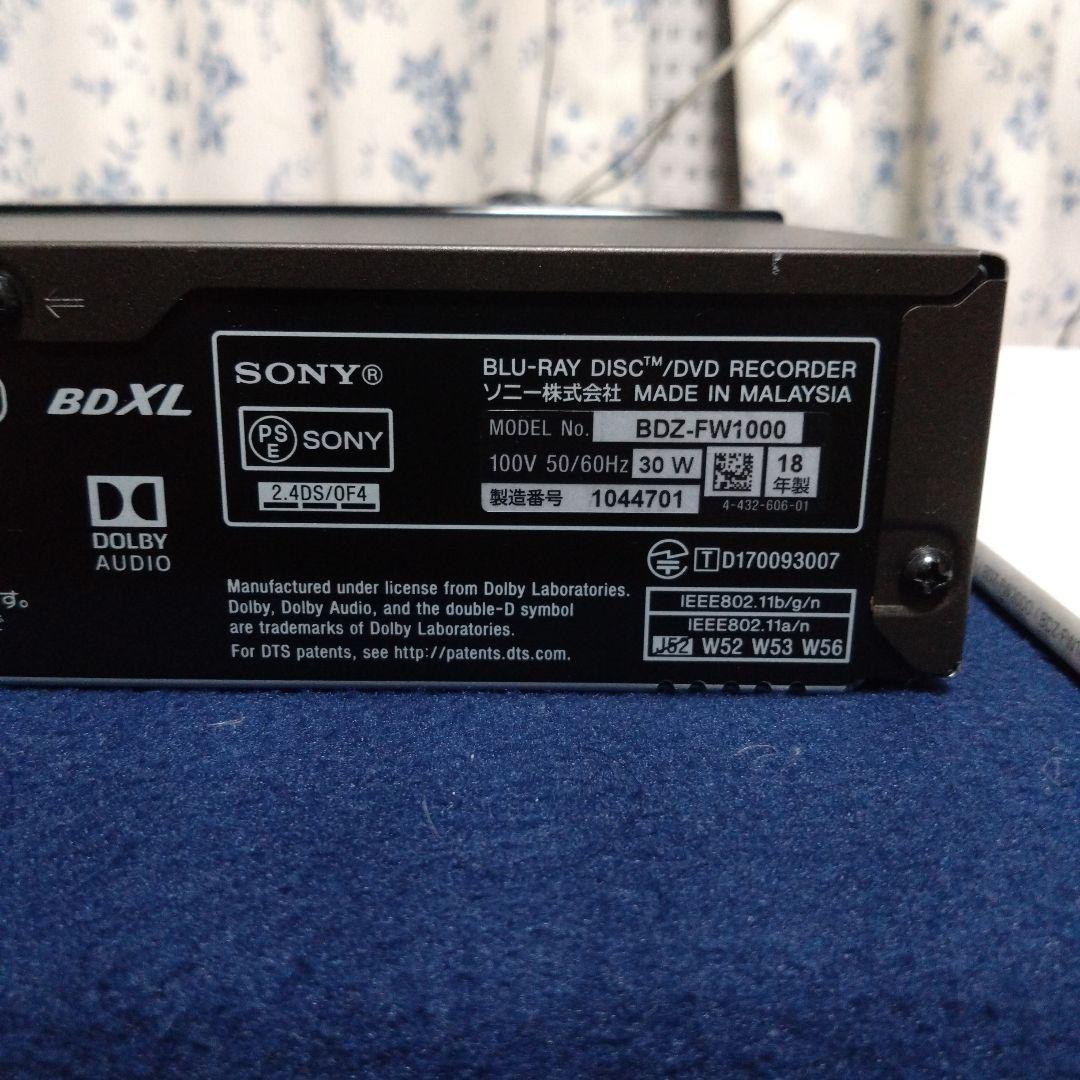 BDXL
DOLBY
AUDIO
す。
SONY®
PSE SONY
2.4DS/OF4
BLU-RAY DISC™/DVD RECORDER
ソニー株式会社 MADE IN MALAYSIA
MODEL No. BDZ-FW1000
100V 50/60Hz 30 W
18
年製
製造番号 1044701
4-432-606-01
T D170093007
Manufactured under license from Dolby Laboratories.
Dolby, Dolby Audio, and the double-D symbol
are trademarks of Dolby Laboratories.
For DTS patents, see http://patents.dts.com.
IEEE802.11b/g/n
IEEE802.11a/n
J52 W52 W53 W56